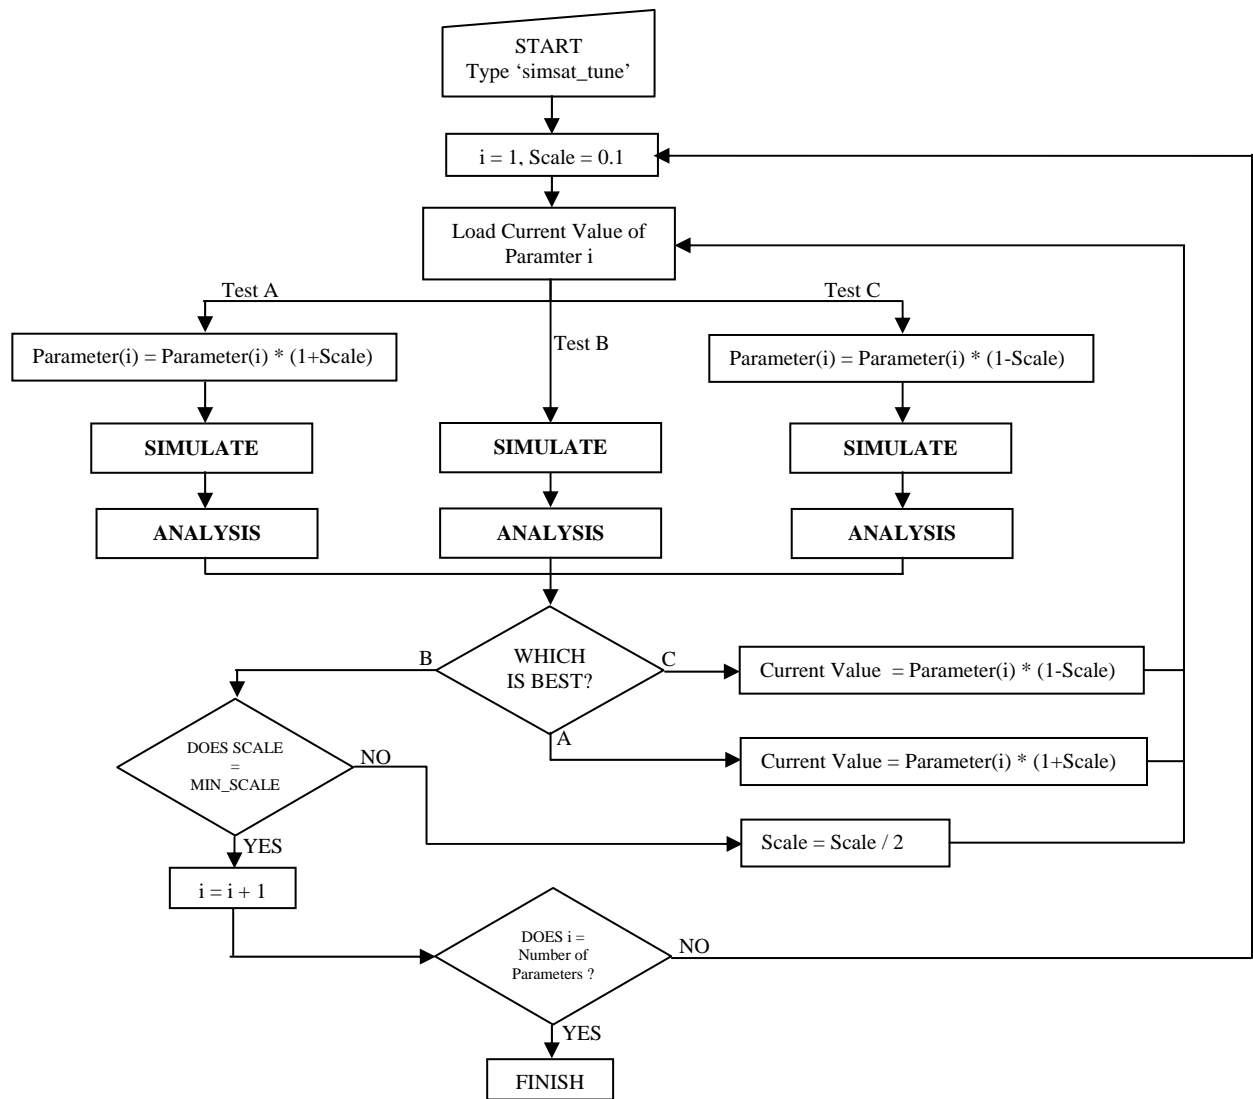 START
Type ‘simsat_tune’
i = 1, Scale = 0.1
Load Current Value of
Paramter i
Test A
Test C
Test B
Parameter(i) = Parameter(i) * (1+Scale)
Parameter(i) = Parameter(i) * (1-Scale)
SIMULATE
SIMULATE
SIMULATE
ANALYSIS
ANALYSIS
ANALYSIS
WHICH
IS BEST?
B
C
A
Current Value = Parameter(i) * (1-Scale)
Current Value = Parameter(i) * (1+Scale)
DOES SCALE
=
MIN_SCALE
NO
YES
Scale = Scale / 2
i = i + 1
DOES i =
Number of
Parameters ?
NO
YES
FINISH